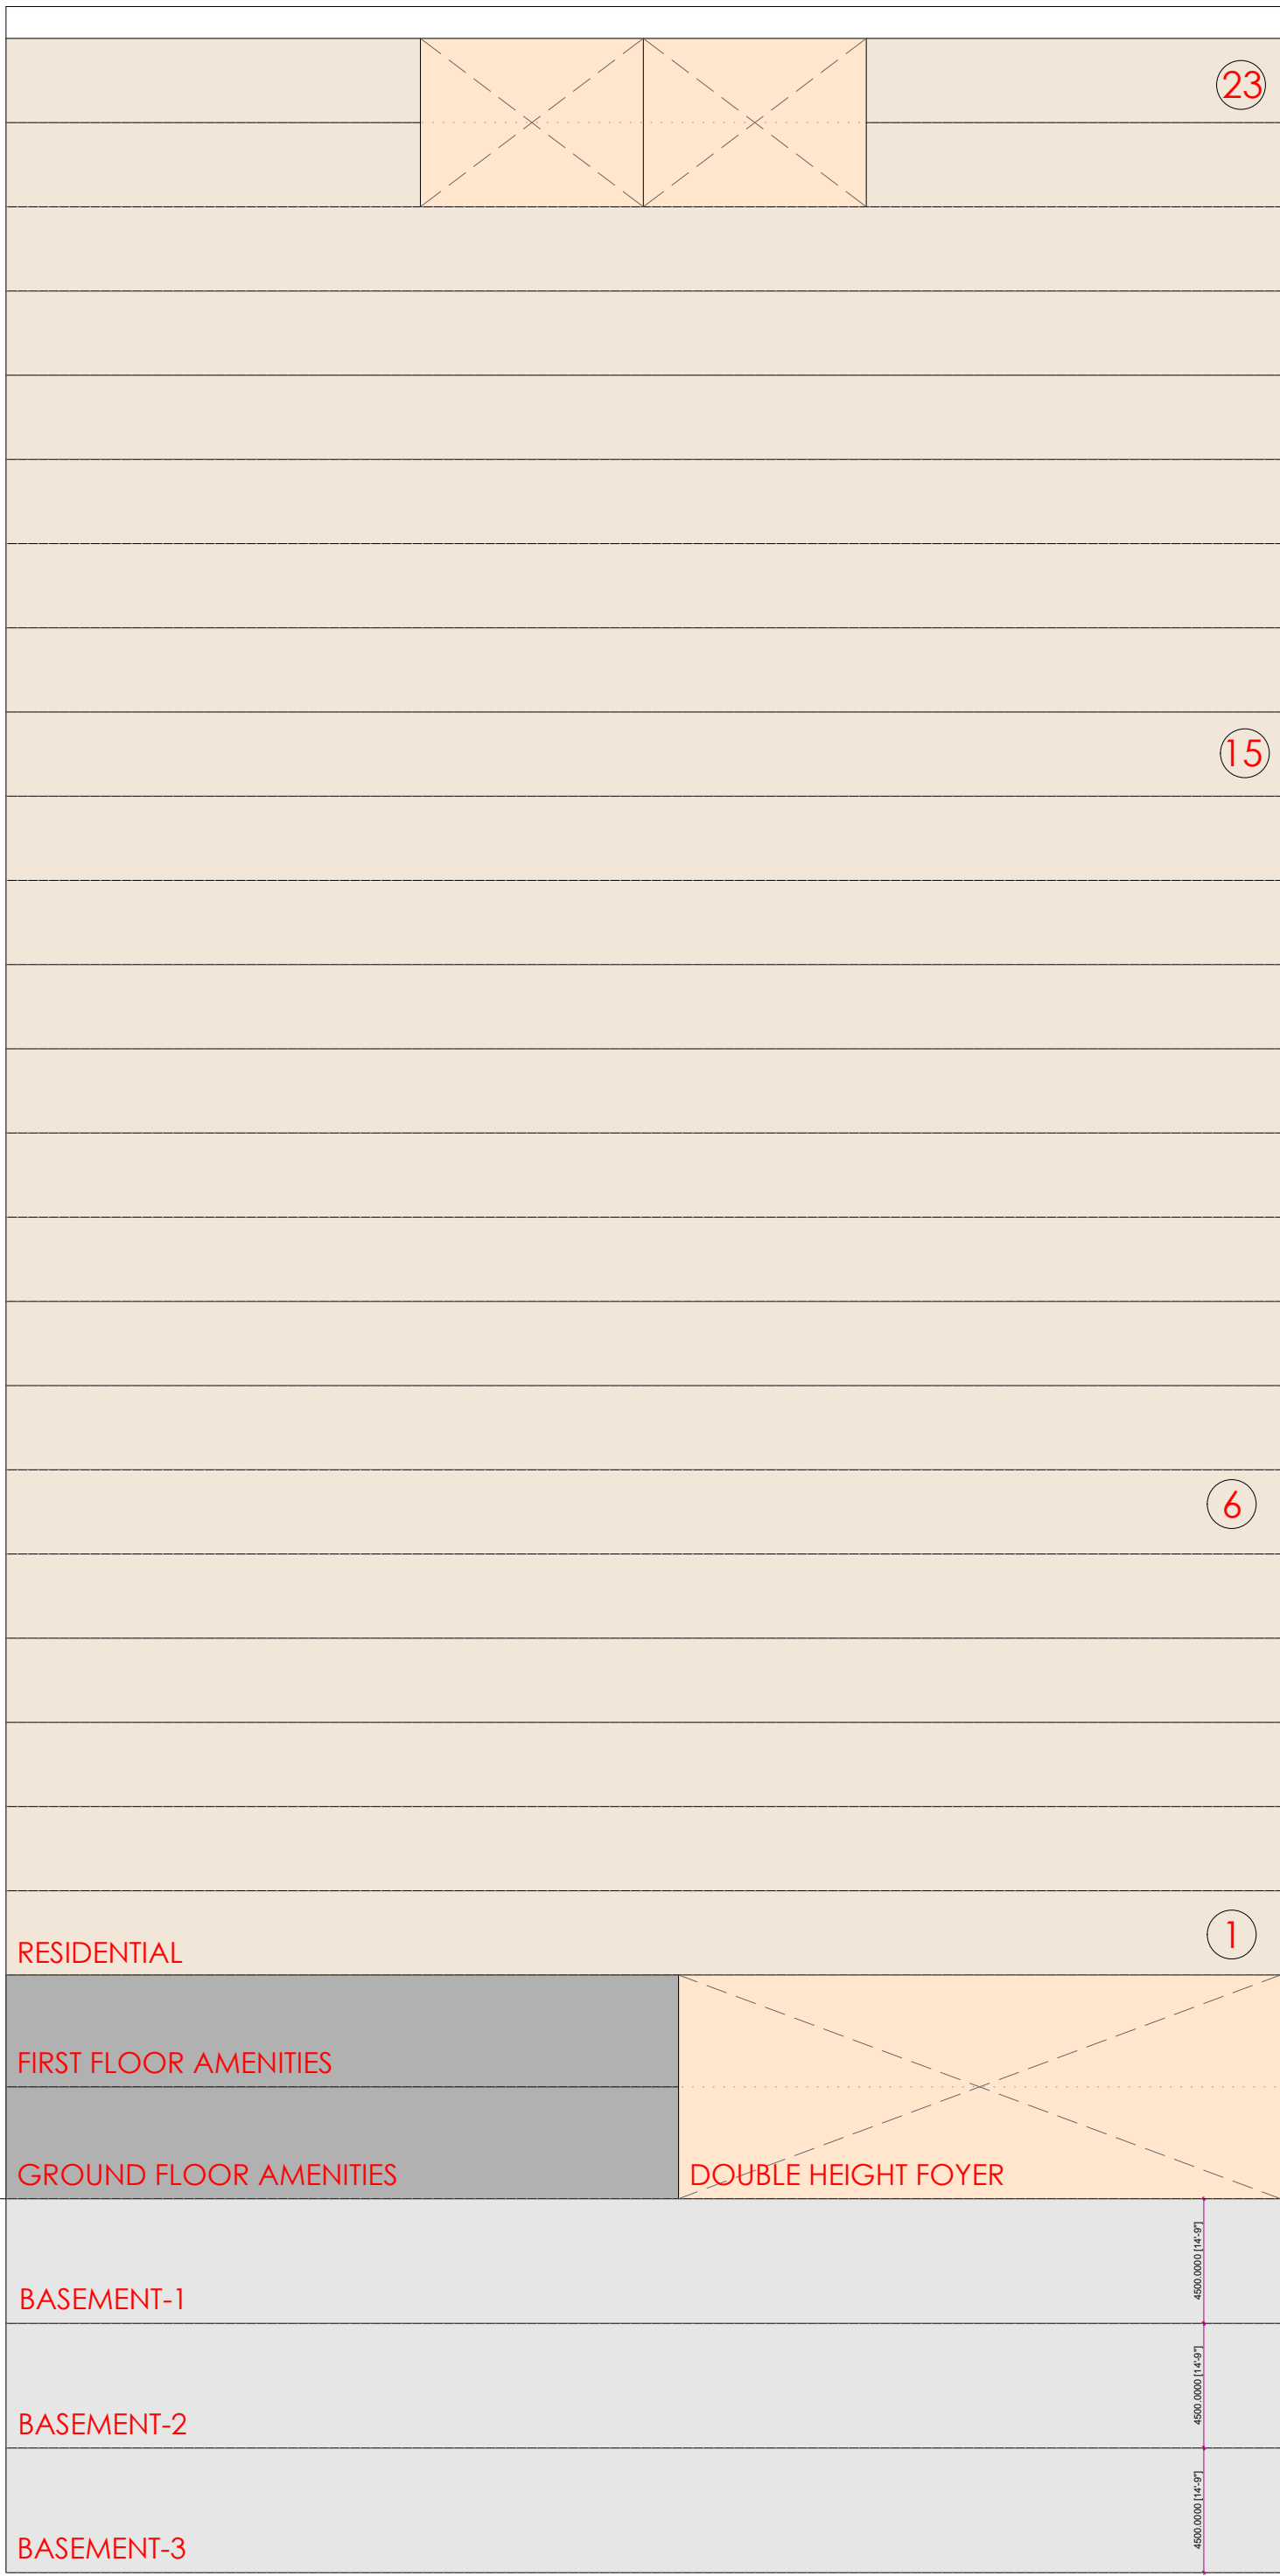 23
15
6
RESIDENTIAL
1
FIRST FLOOR AMENITIES
GROUND FLOOR AMENITIES
DOUBLE HEIGHT FOYER
BASEMENT-1
4500.0000 [14'-9"]
BASEMENT-2
4500.0000 [14'-9"]
BASEMENT-3
4500.0000 [14'-9"]